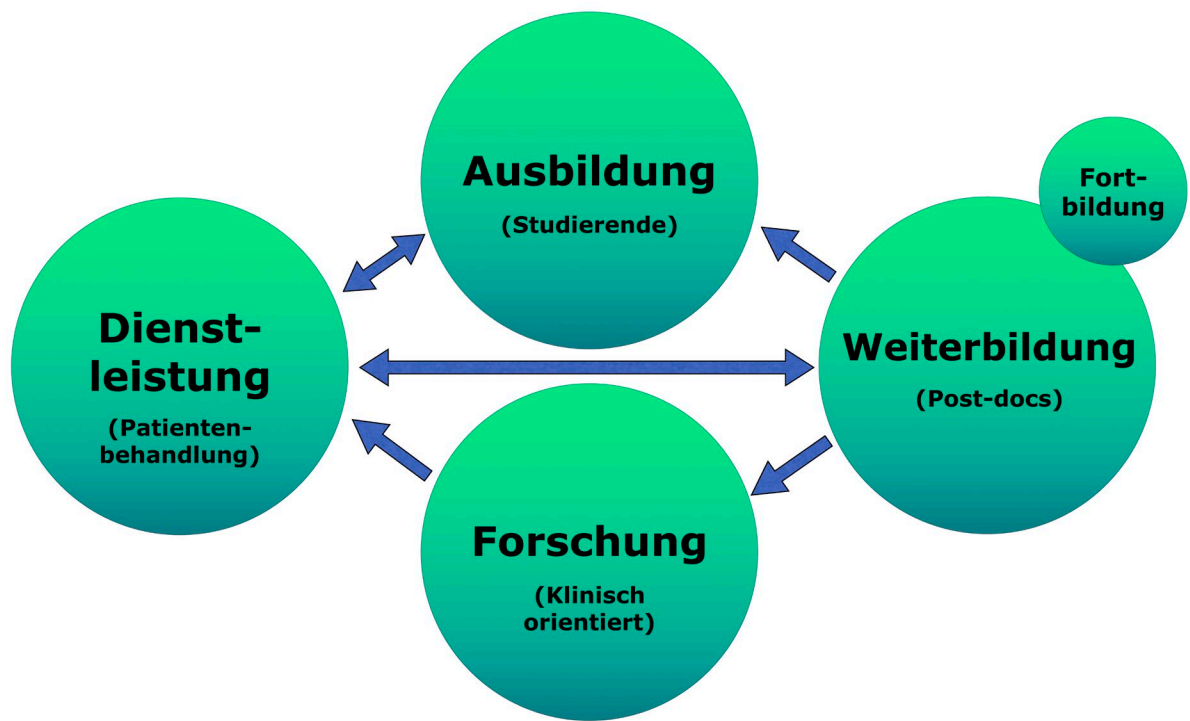 Ausbildung
(Studierende)
Fort-
bildung
Dienst-
leistung
(Patienten-
behandlung)
Weiterbildung
(Post-docs)
Forschung
(Klinisch
orientiert)